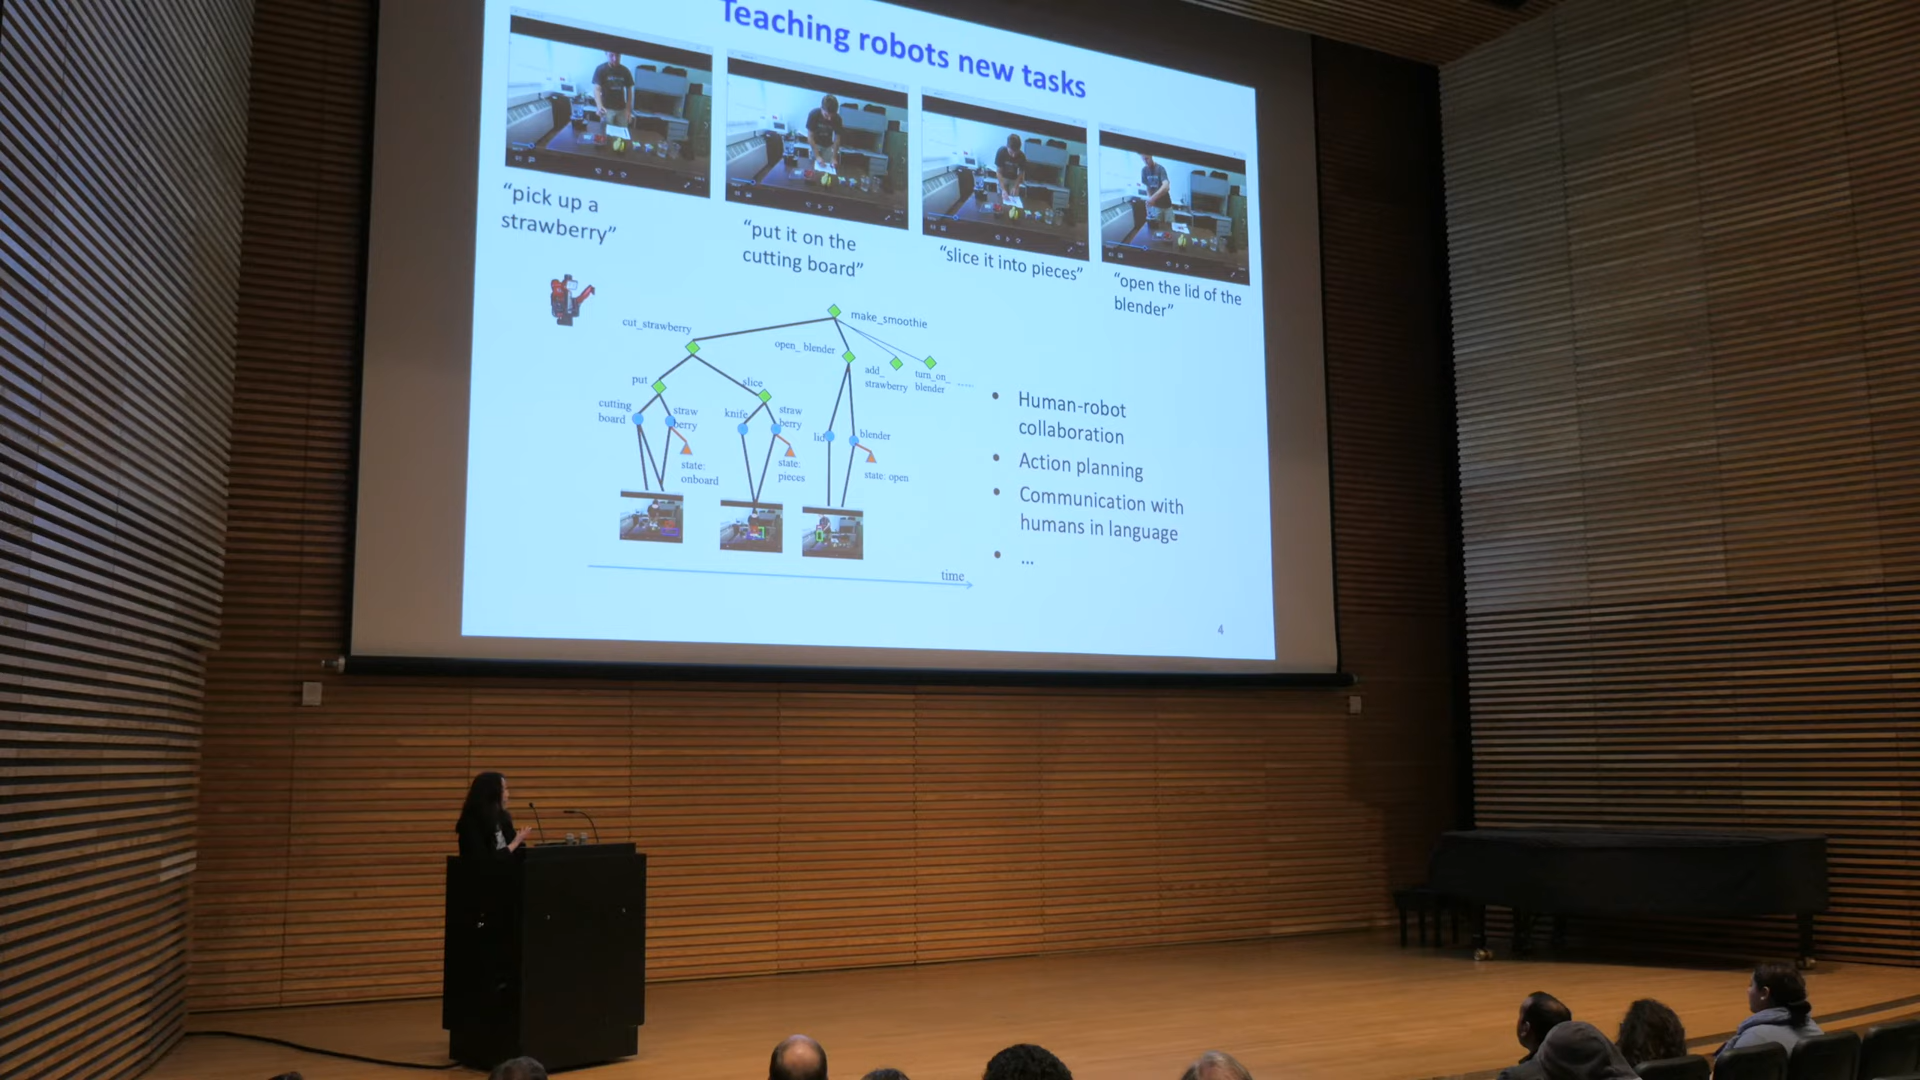 Teaching robots new tasks
“pick up a
strawberry”
“put it on the
cutting board”
“slice it into pieces”
“open the lid of the
blender”
make_smoothie
cut_strawberry
open_ blender
add_
strawberry
turn_on_
blender
.....
put
slice
cutting
board
straw
berry
knife
straw
berry
lid
blender
state:
onboard
state:
pieces
state: open
time
• Human-robot
collaboration
• Action planning
• Communication with
humans in language
• ...
4